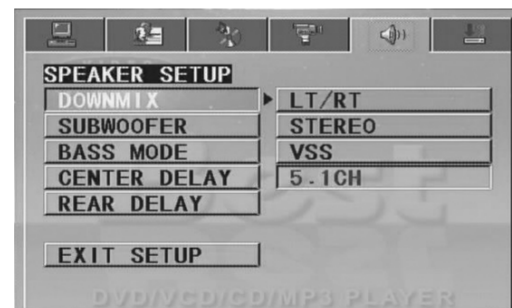 SPEAKER SETUP
DOWNMIX
SUBWOOFER
BASS MODE
CENTER DELAY
REAR DELAY
EXIT SETUP
LT/RT
STEREO
VSS
5.1CH
DVD/VCD/CD/MP3 PLAYER